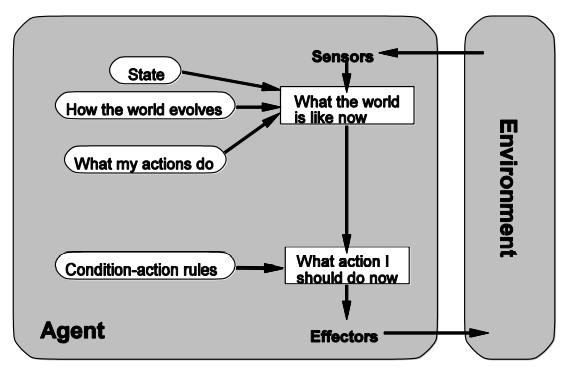 Sensors
State
How the world evolves
What my actions do
What the world
is like now
Condition-action rules
What action I
should do now
Agent
Effectors
Environment